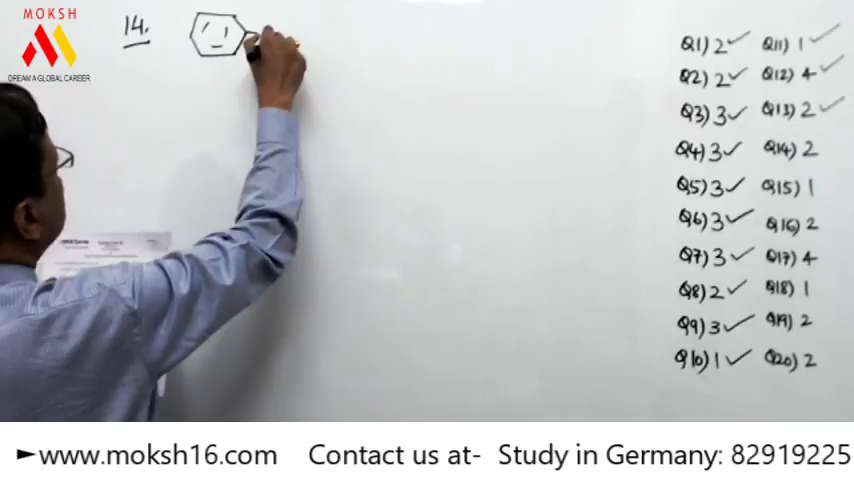 MOKSH
DREAM A GLOBAL CAREER
14.
Q1) 2 ✓ Q11) 1 ✓
Q2) 2 ✓ Q12) 4 ✓
Q3) 3 ✓ Q13) 2 ✓
Q4) 3 ✓ Q14) 2
Q5) 3 ✓ Q15) 1
Q6) 3 ✓ Q16) 2
Q7) 3 ✓ Q17) 4
Q8) 2 ✓ Q18) 1
Q9) 3 ✓ Q19) 2
Q10) 1 ✓ Q20) 2
►www.moksh16.com Contact us at- Study in Germany: 82919225